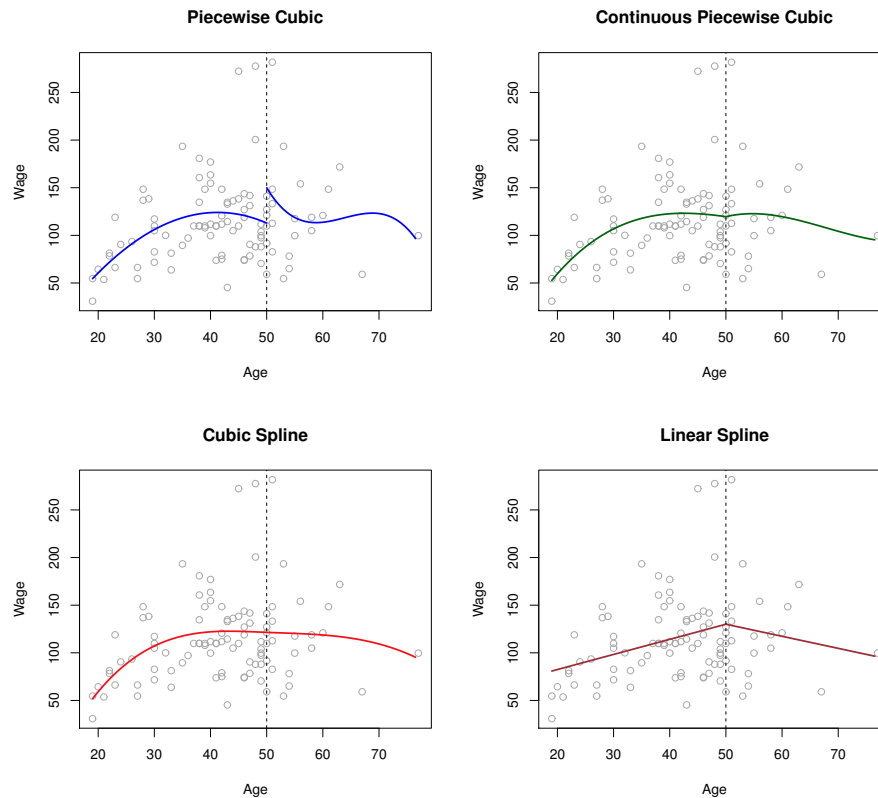 Piecewise Cubic
Wage
50 100 150 200 250
20 30 40 50 60 70
Age
Continuous Piecewise Cubic
Wage
50 100 150 200 250
20 30 40 50 60 70
Age
Cubic Spline
Wage
50 100 150 200 250
20 30 40 50 60 70
Age
Linear Spline
Wage
50 100 150 200 250
20 30 40 50 60 70
Age